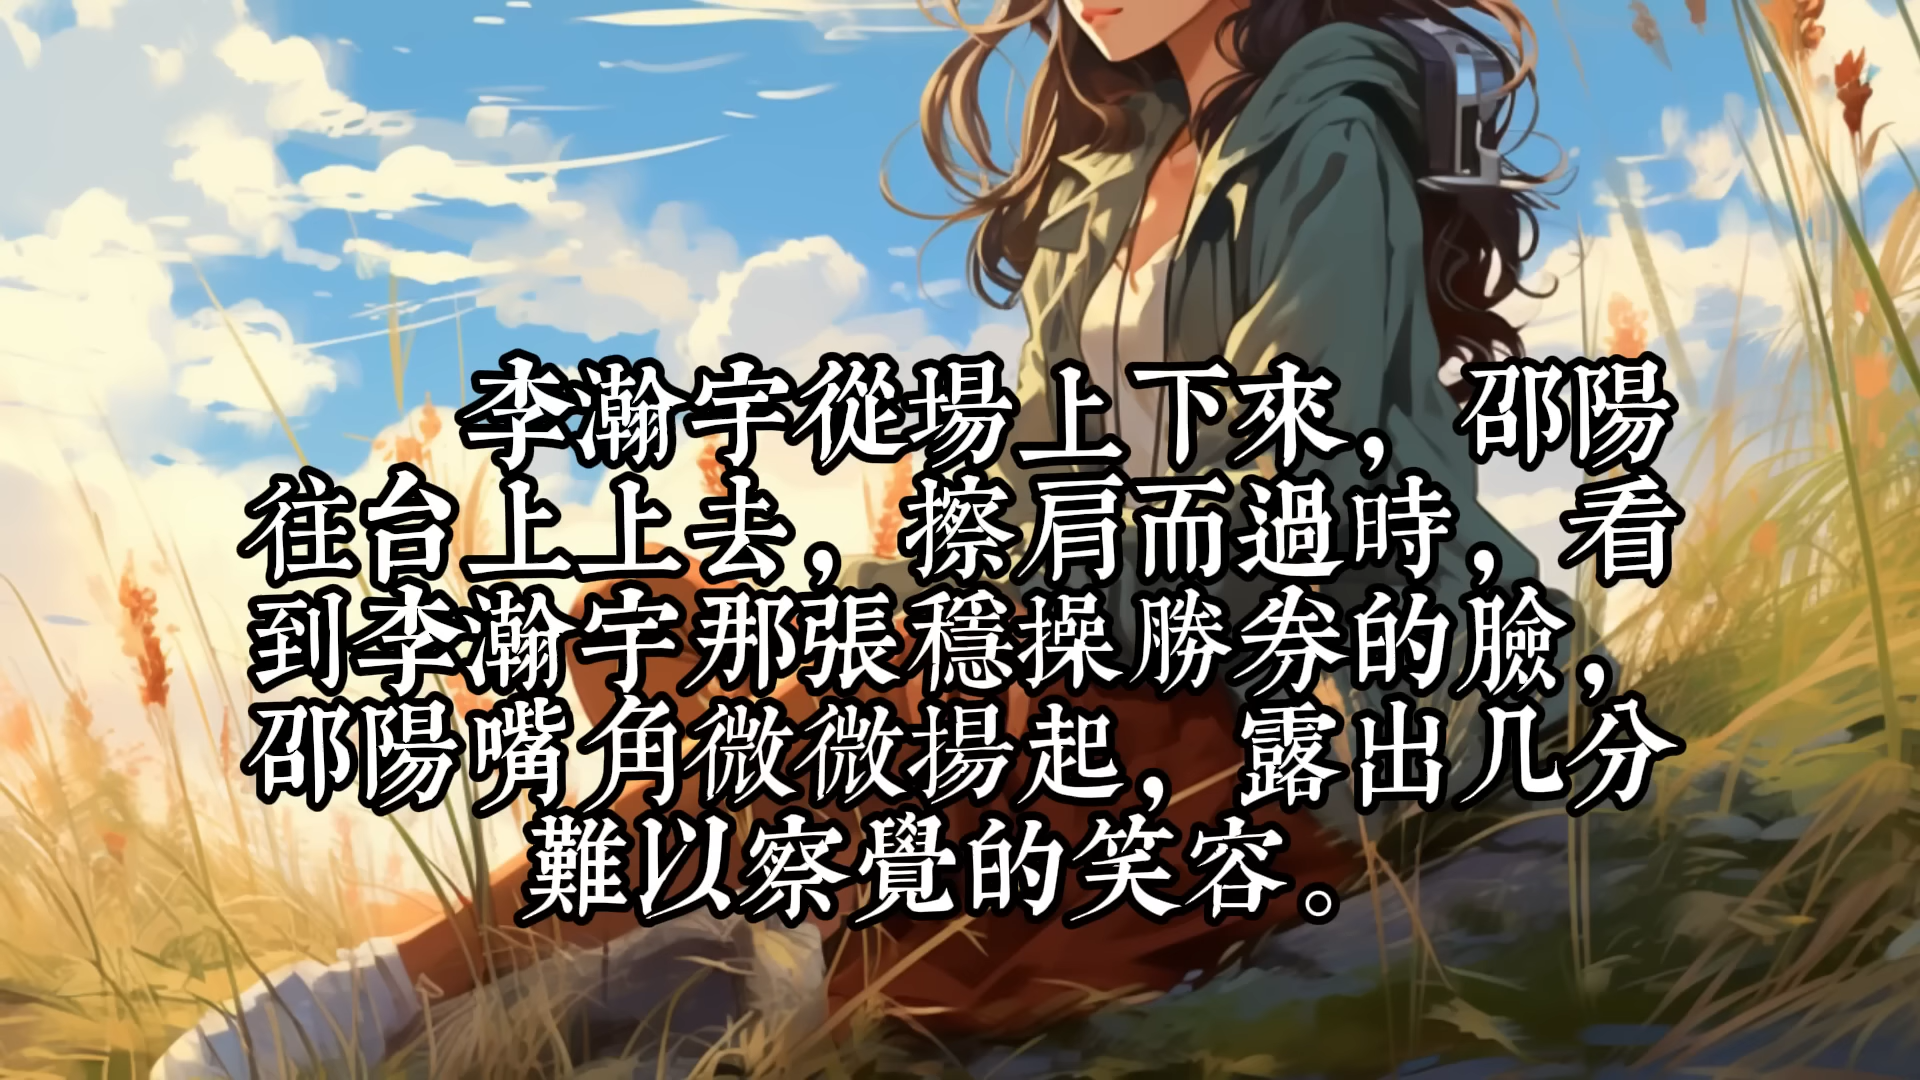 李瀚宇從場上下來，邵陽
往台上上去，擦肩而過時，看
到李瀚宇那張穩操勝券的臉，
邵陽嘴角微微揚起，露出几分
難以察覺的笑容。